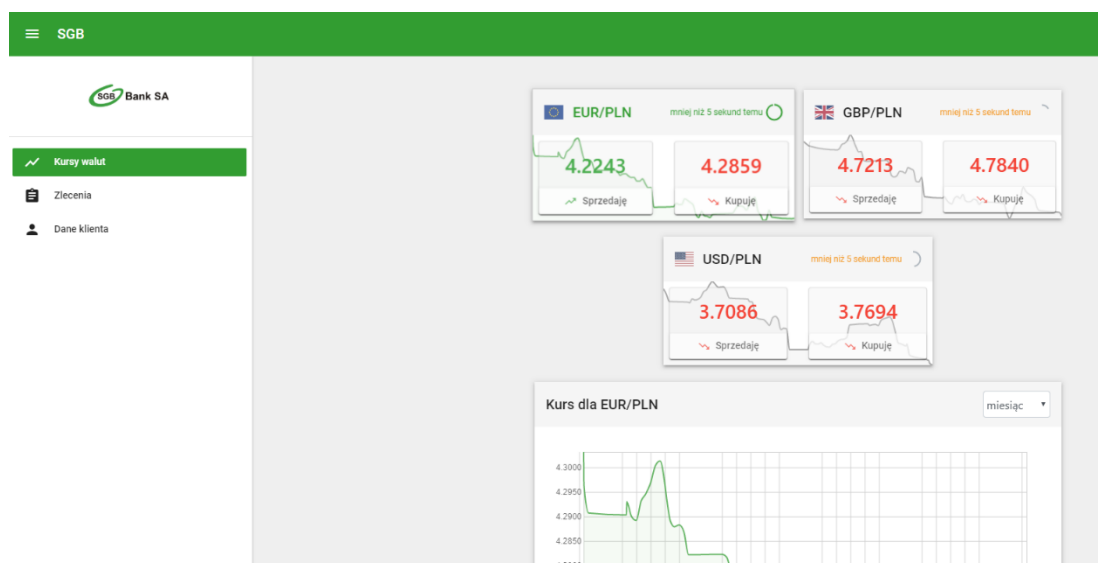 SGB
SGB Bank SA
Kursy walut
Zlecenia
Dane klienta
EUR/PLN mniej niż 5 sekund temu
4.2243 4.2859
Sprzedaję Kupuję
GBP/PLN mniej niż 5 sekund temu
4.7213 4.7840
Sprzedaję Kupuję
USD/PLN mniej niż 5 sekund temu
3.7086 3.7694
Sprzedaję Kupuję
Kurs dla EUR/PLN miesiąc
4.3000
4.2950
4.2900
4.2850